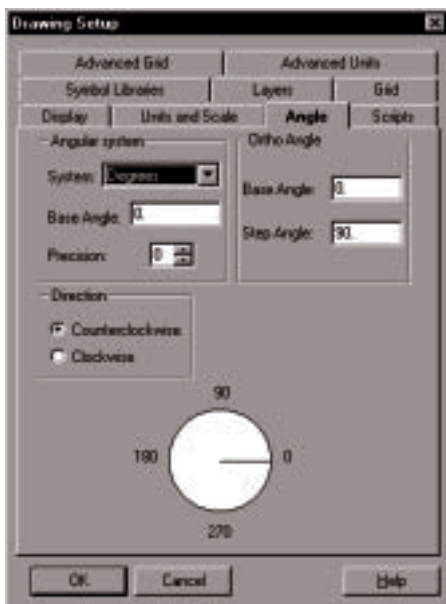 Drawing Setup
Advanced Grid
Advanced Units
Symbol Libraries
Layers
Grid
Display
Units and Scale
Angle
Scripts
Angular system
System: Degrees
Base Angle: 0.
Precision: 0
Ortho Angle
Base Angle: 0.
Step Angle: 90.
Direction
Counterclockwise
Clockwise
90
180
0
270
OK
Cancel
Help